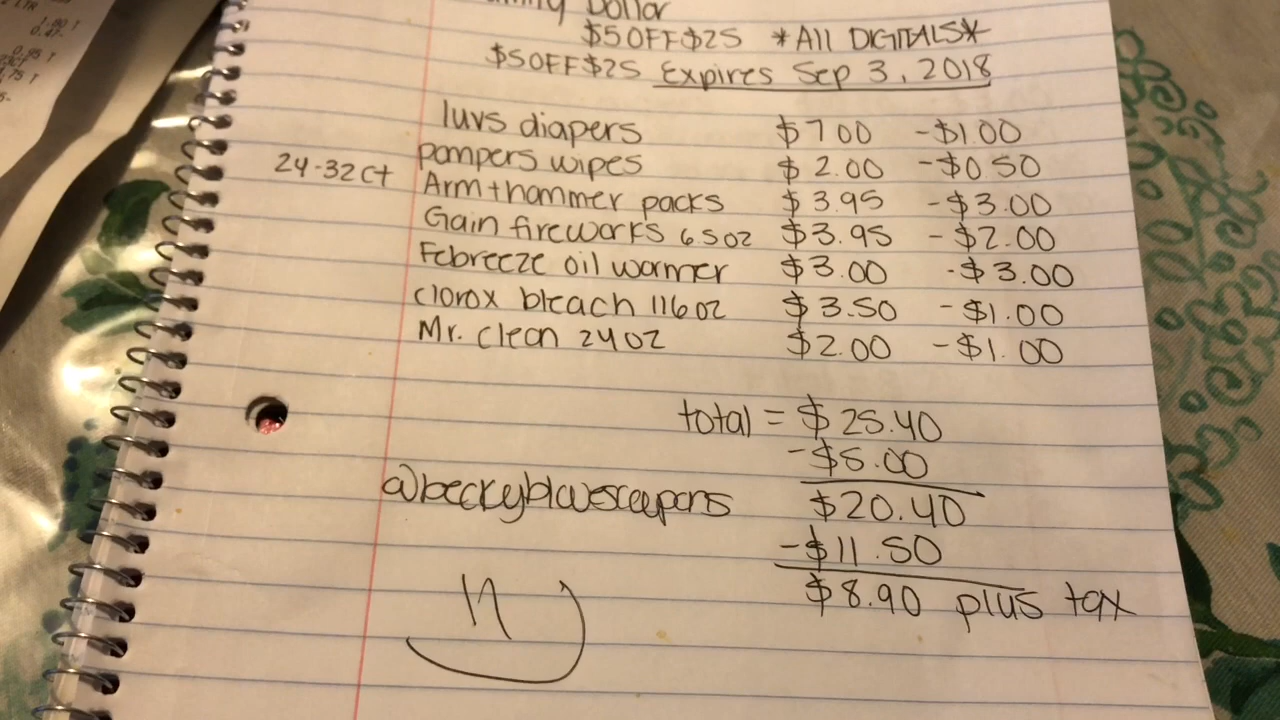 Dollar
$5OFF$25 *All DIGITALS*
$5OFF$25 Expires Sep 3, 2018
luvs diapers $7.00 -$1.00
pampers wipes $2.00 -$0.50
24-32ct Arm+hammer packs $3.95 -$3.00
Gain fireworks 6.5oz $3.95 -$2.00
Febreeze oil warmer $3.00 -$3.00
clorox bleach 116oz $3.50 -$1.00
Mr. clean 24oz $2.00 -$1.00
total = $25.40
-$5.00
$20.40
-$11.50
$8.90 plus tax